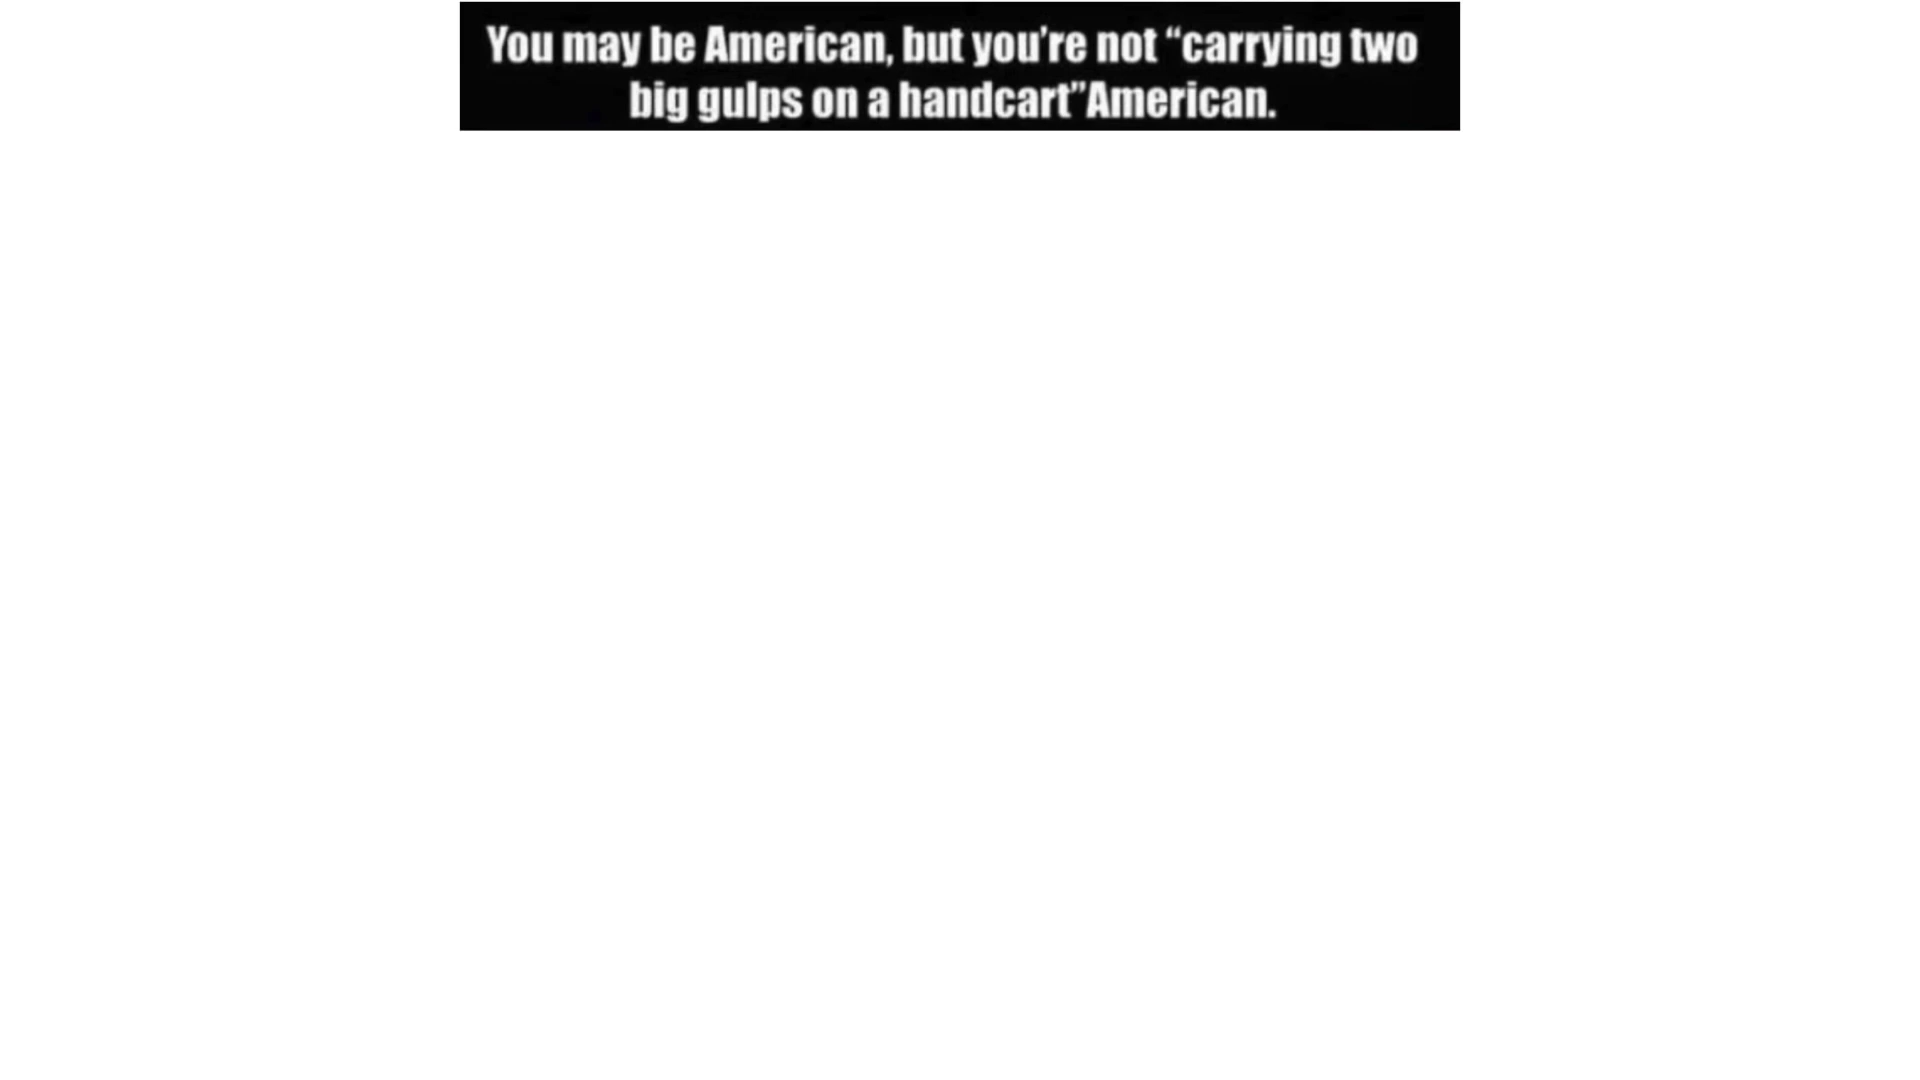 You may be American, but you’re not “carrying two
big gulps on a handcart”American.